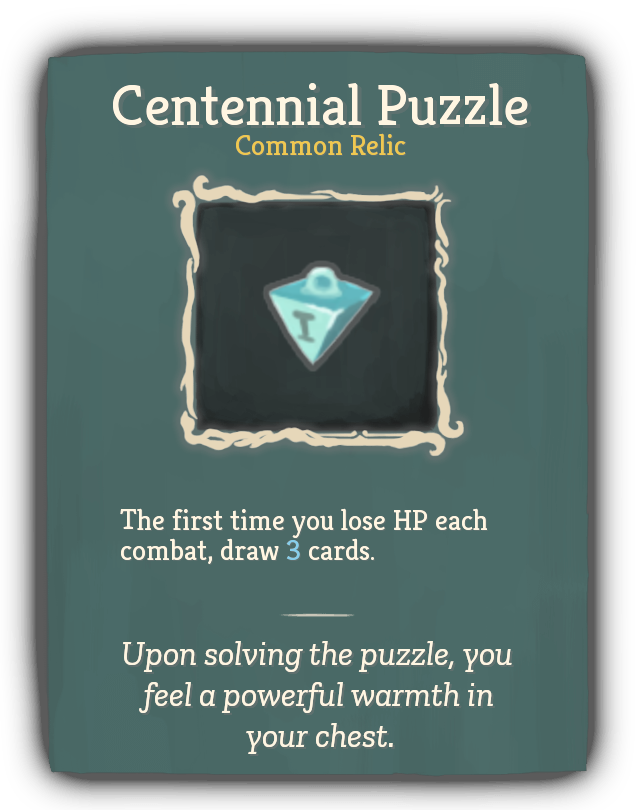 Centennial Puzzle
Common Relic
I
The first time you lose HP each
combat, draw 3 cards.
Upon solving the puzzle, you
feel a powerful warmth in
your chest.